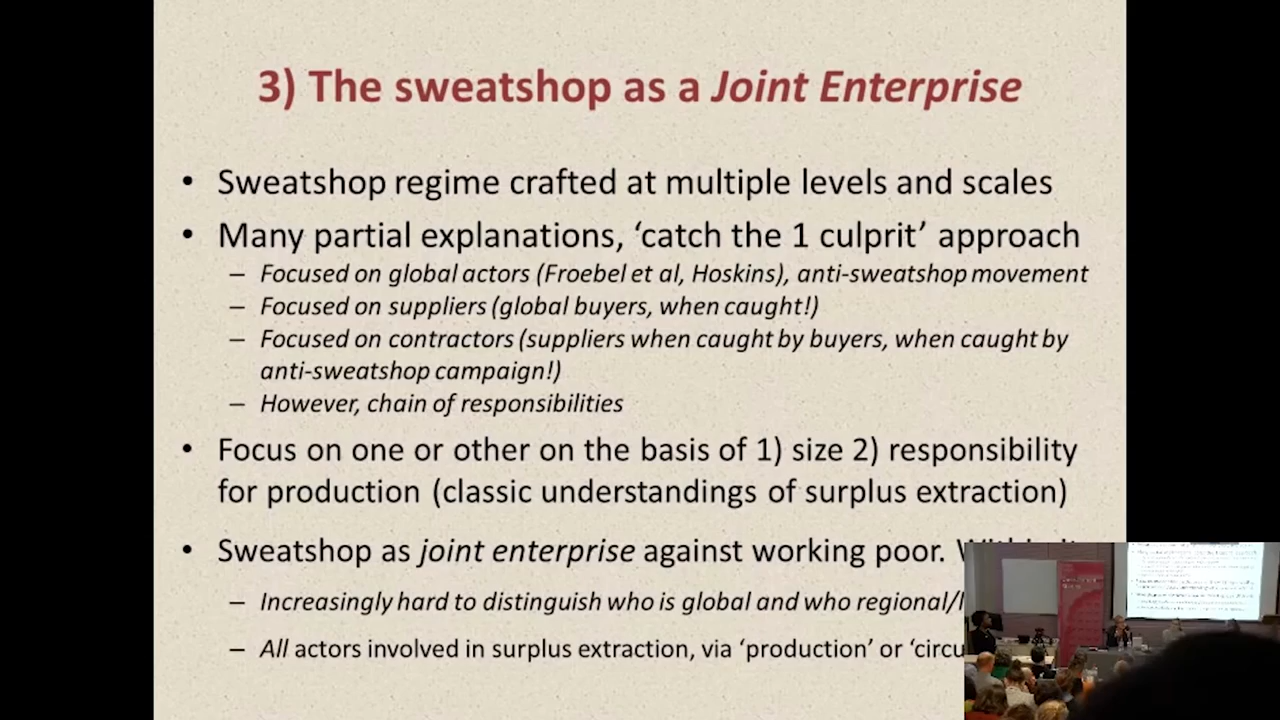 3) The sweatshop as a Joint Enterprise
• Sweatshop regime crafted at multiple levels and scales
• Many partial explanations, ‘catch the 1 culprit’ approach
– Focused on global actors (Froebel et al, Hoskins), anti-sweatshop movement
– Focused on suppliers (global buyers, when caught!)
– Focused on contractors (suppliers when caught by buyers, when caught by
anti-sweatshop campaign!)
– However, chain of responsibilities
• Focus on one or other on the basis of 1) size 2) responsibility
for production (classic understandings of surplus extraction)
• Sweatshop as joint enterprise against working poor.
– Increasingly hard to distinguish who is global and who regional/
– All actors involved in surplus extraction, via ‘production’ or ‘circu